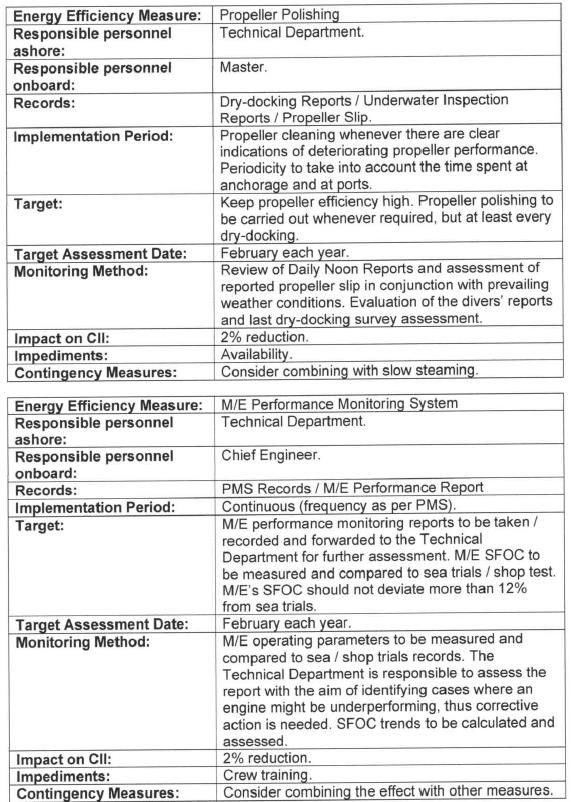 Energy Efficiency Measure: Propeller Polishing
Responsible personnel Technical Department.
ashore:
Responsible personnel Master.
onboard:
Records: Dry-docking Reports / Underwater Inspection
Reports / Propeller Slip.
Implementation Period: Propeller cleaning whenever there are clear
indications of deteriorating propeller performance.
Periodicity to take into account the time spent at
anchorage and at ports.
Target: Keep propeller efficiency high. Propeller polishing to
be carried out whenever required, but at least every
dry-docking.
Target Assessment Date: February each year.
Monitoring Method: Review of Daily Noon Reports and assessment of
reported propeller slip in conjunction with prevailing
weather conditions. Evaluation of the divers' reports
and last dry-docking survey assessment.
Impact on CII: 2% reduction.
Impediments: Availability.
Contingency Measures: Consider combining with slow steaming.
Energy Efficiency Measure: M/E Performance Monitoring System
Responsible personnel Technical Department.
ashore:
Responsible personnel Chief Engineer.
onboard:
Records: PMS Records / M/E Performance Report
Implementation Period: Continuous (frequency as per PMS).
Target: M/E performance monitoring reports to be taken /
recorded and forwarded to the Technical
Department for further assessment. M/E SFOC to
be measured and compared to sea trials / shop test.
M/E's SFOC should not deviate more than 12%
from sea trials.
Target Assessment Date: February each year.
Monitoring Method: M/E operating parameters to be measured and
compared to sea / shop trials records. The
Technical Department is responsible to assess the
report with the aim of identifying cases where an
engine might be underperforming, thus corrective
action is needed. SFOC trends to be calculated and
assessed.
Impact on CII: 2% reduction.
Impediments: Crew training.
Contingency Measures: Consider combining the effect with other measures.